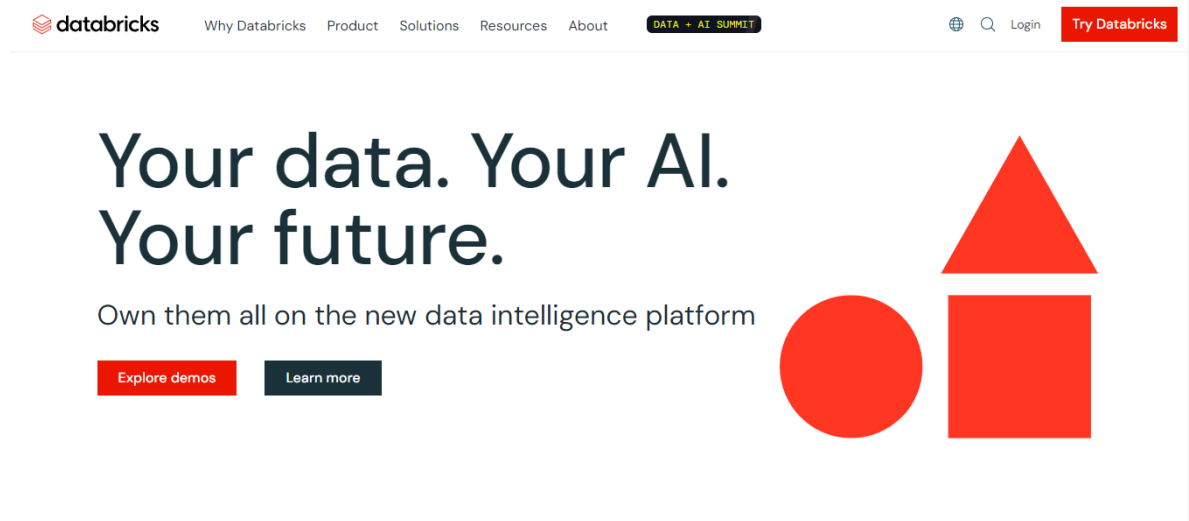 databricks
Why Databricks Product Solutions Resources About DATA + AI SUMMIT Login Try Databricks
Your data. Your AI.
Your future.
Own them all on the new data intelligence platform
Explore demos Learn more